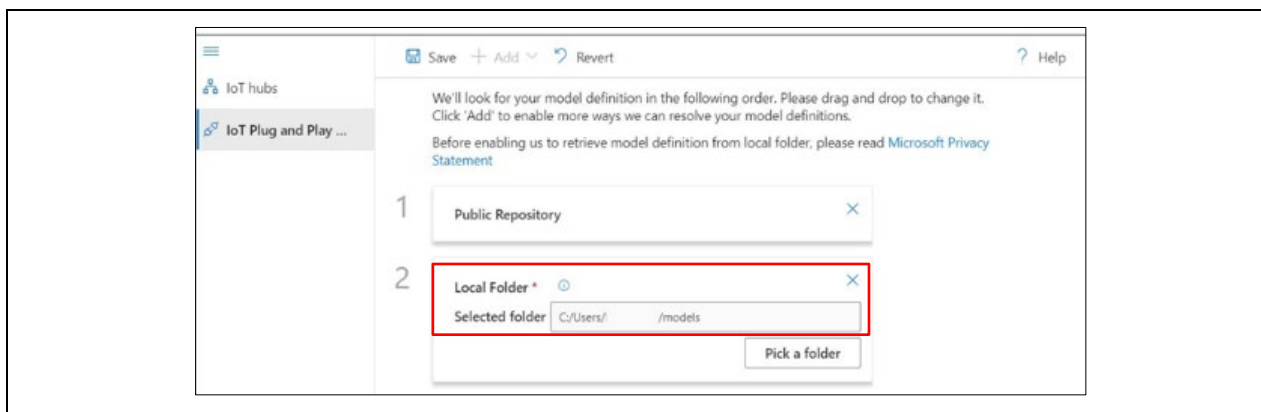 Save + Add Revert ? Help
IoT hubs
IoT Plug and Play ...
We'll look for your model definition in the following order. Please drag and drop to change it.
Click 'Add' to enable more ways we can resolve your model definitions.
Before enabling us to retrieve model definition from local folder, please read Microsoft Privacy
Statement
1
Public Repository
2
Local Folder *
Selected folder C:/Users/ /models
Pick a folder